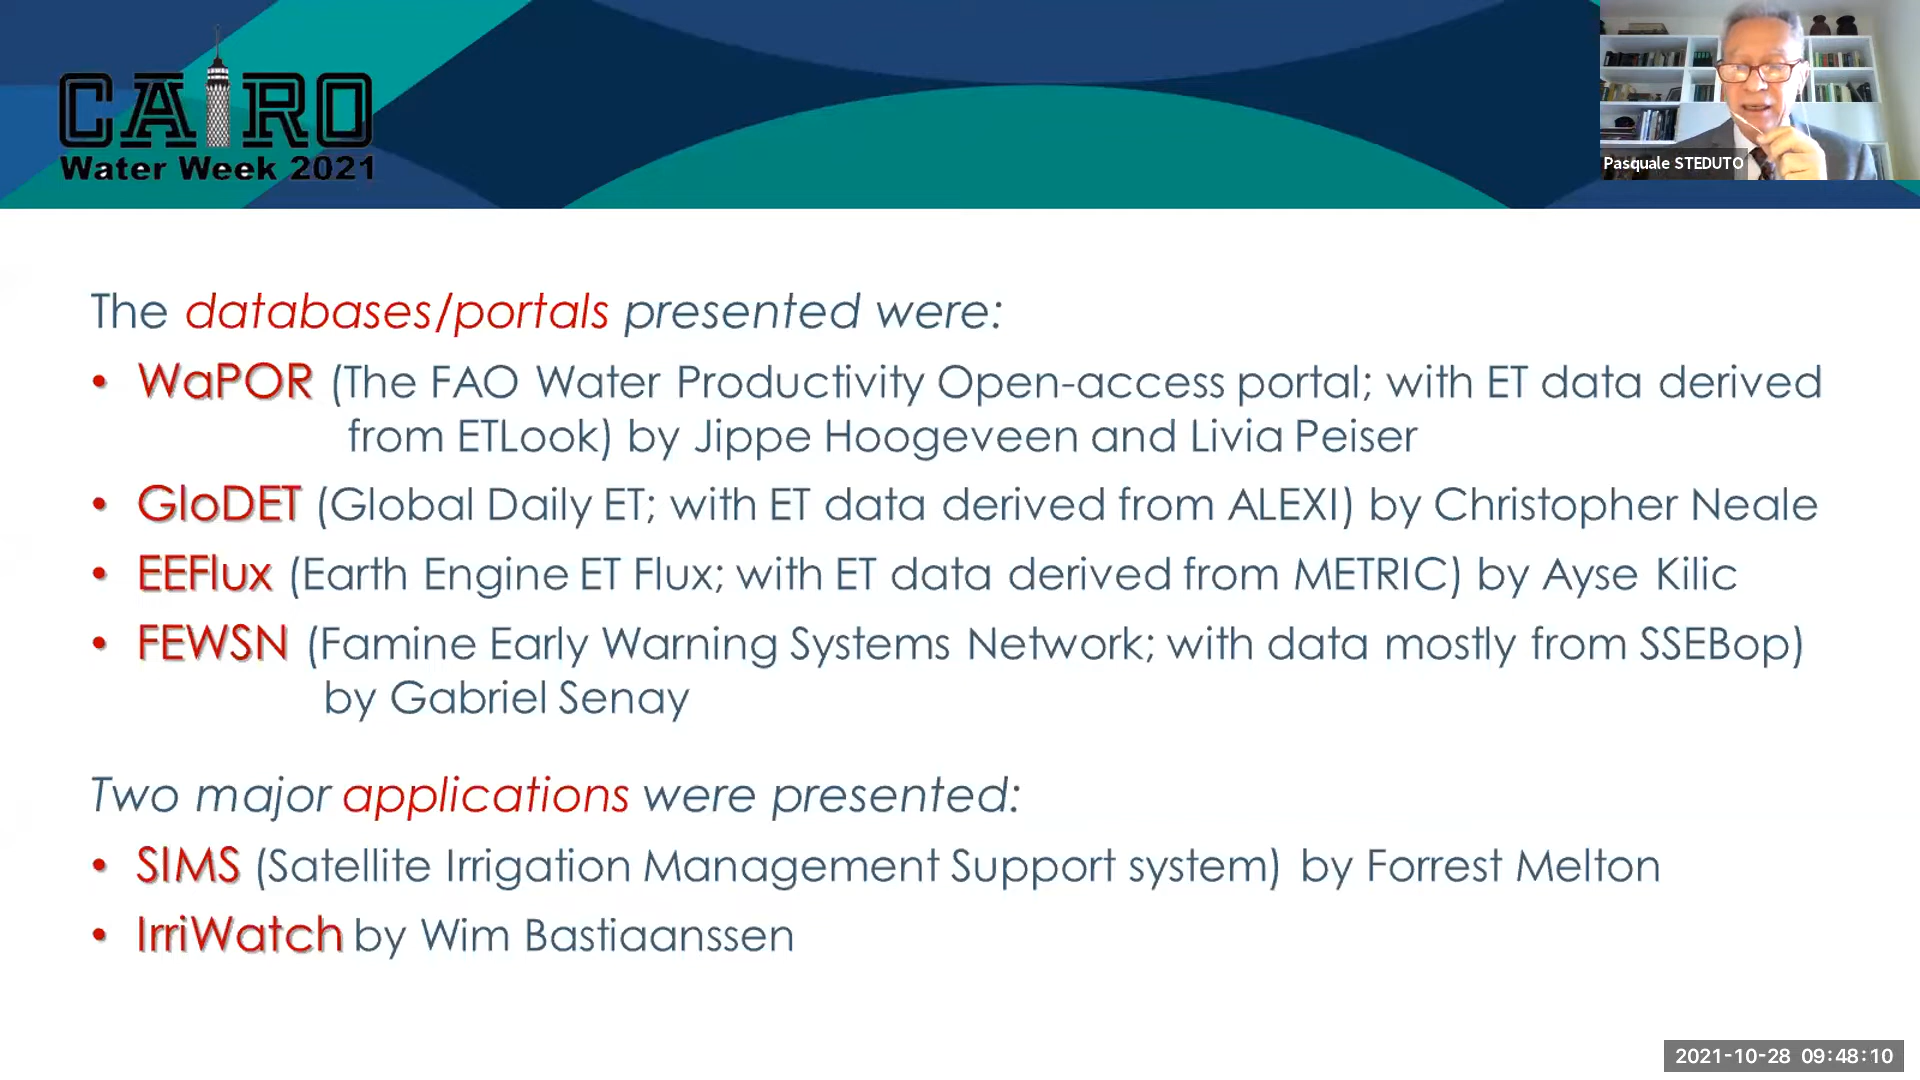 CAIRO
Water Week 2021
Pasquale STEDUTO
The databases/portals presented were:
• WaPOR (The FAO Water Productivity Open-access portal; with ET data derived
from ETLook) by Jippe Hoogeveen and Livia Peiser
• GloDET (Global Daily ET; with ET data derived from ALEXI) by Christopher Neale
• EEFlux (Earth Engine ET Flux; with ET data derived from METRIC) by Ayse Kilic
• FEWSN (Famine Early Warning Systems Network; with data mostly from SSEBop)
by Gabriel Senay
Two major applications were presented:
• SIMS (Satellite Irrigation Management Support system) by Forrest Melton
• IrriWatch by Wim Bastiaanssen
2021-10-28 09:48:10